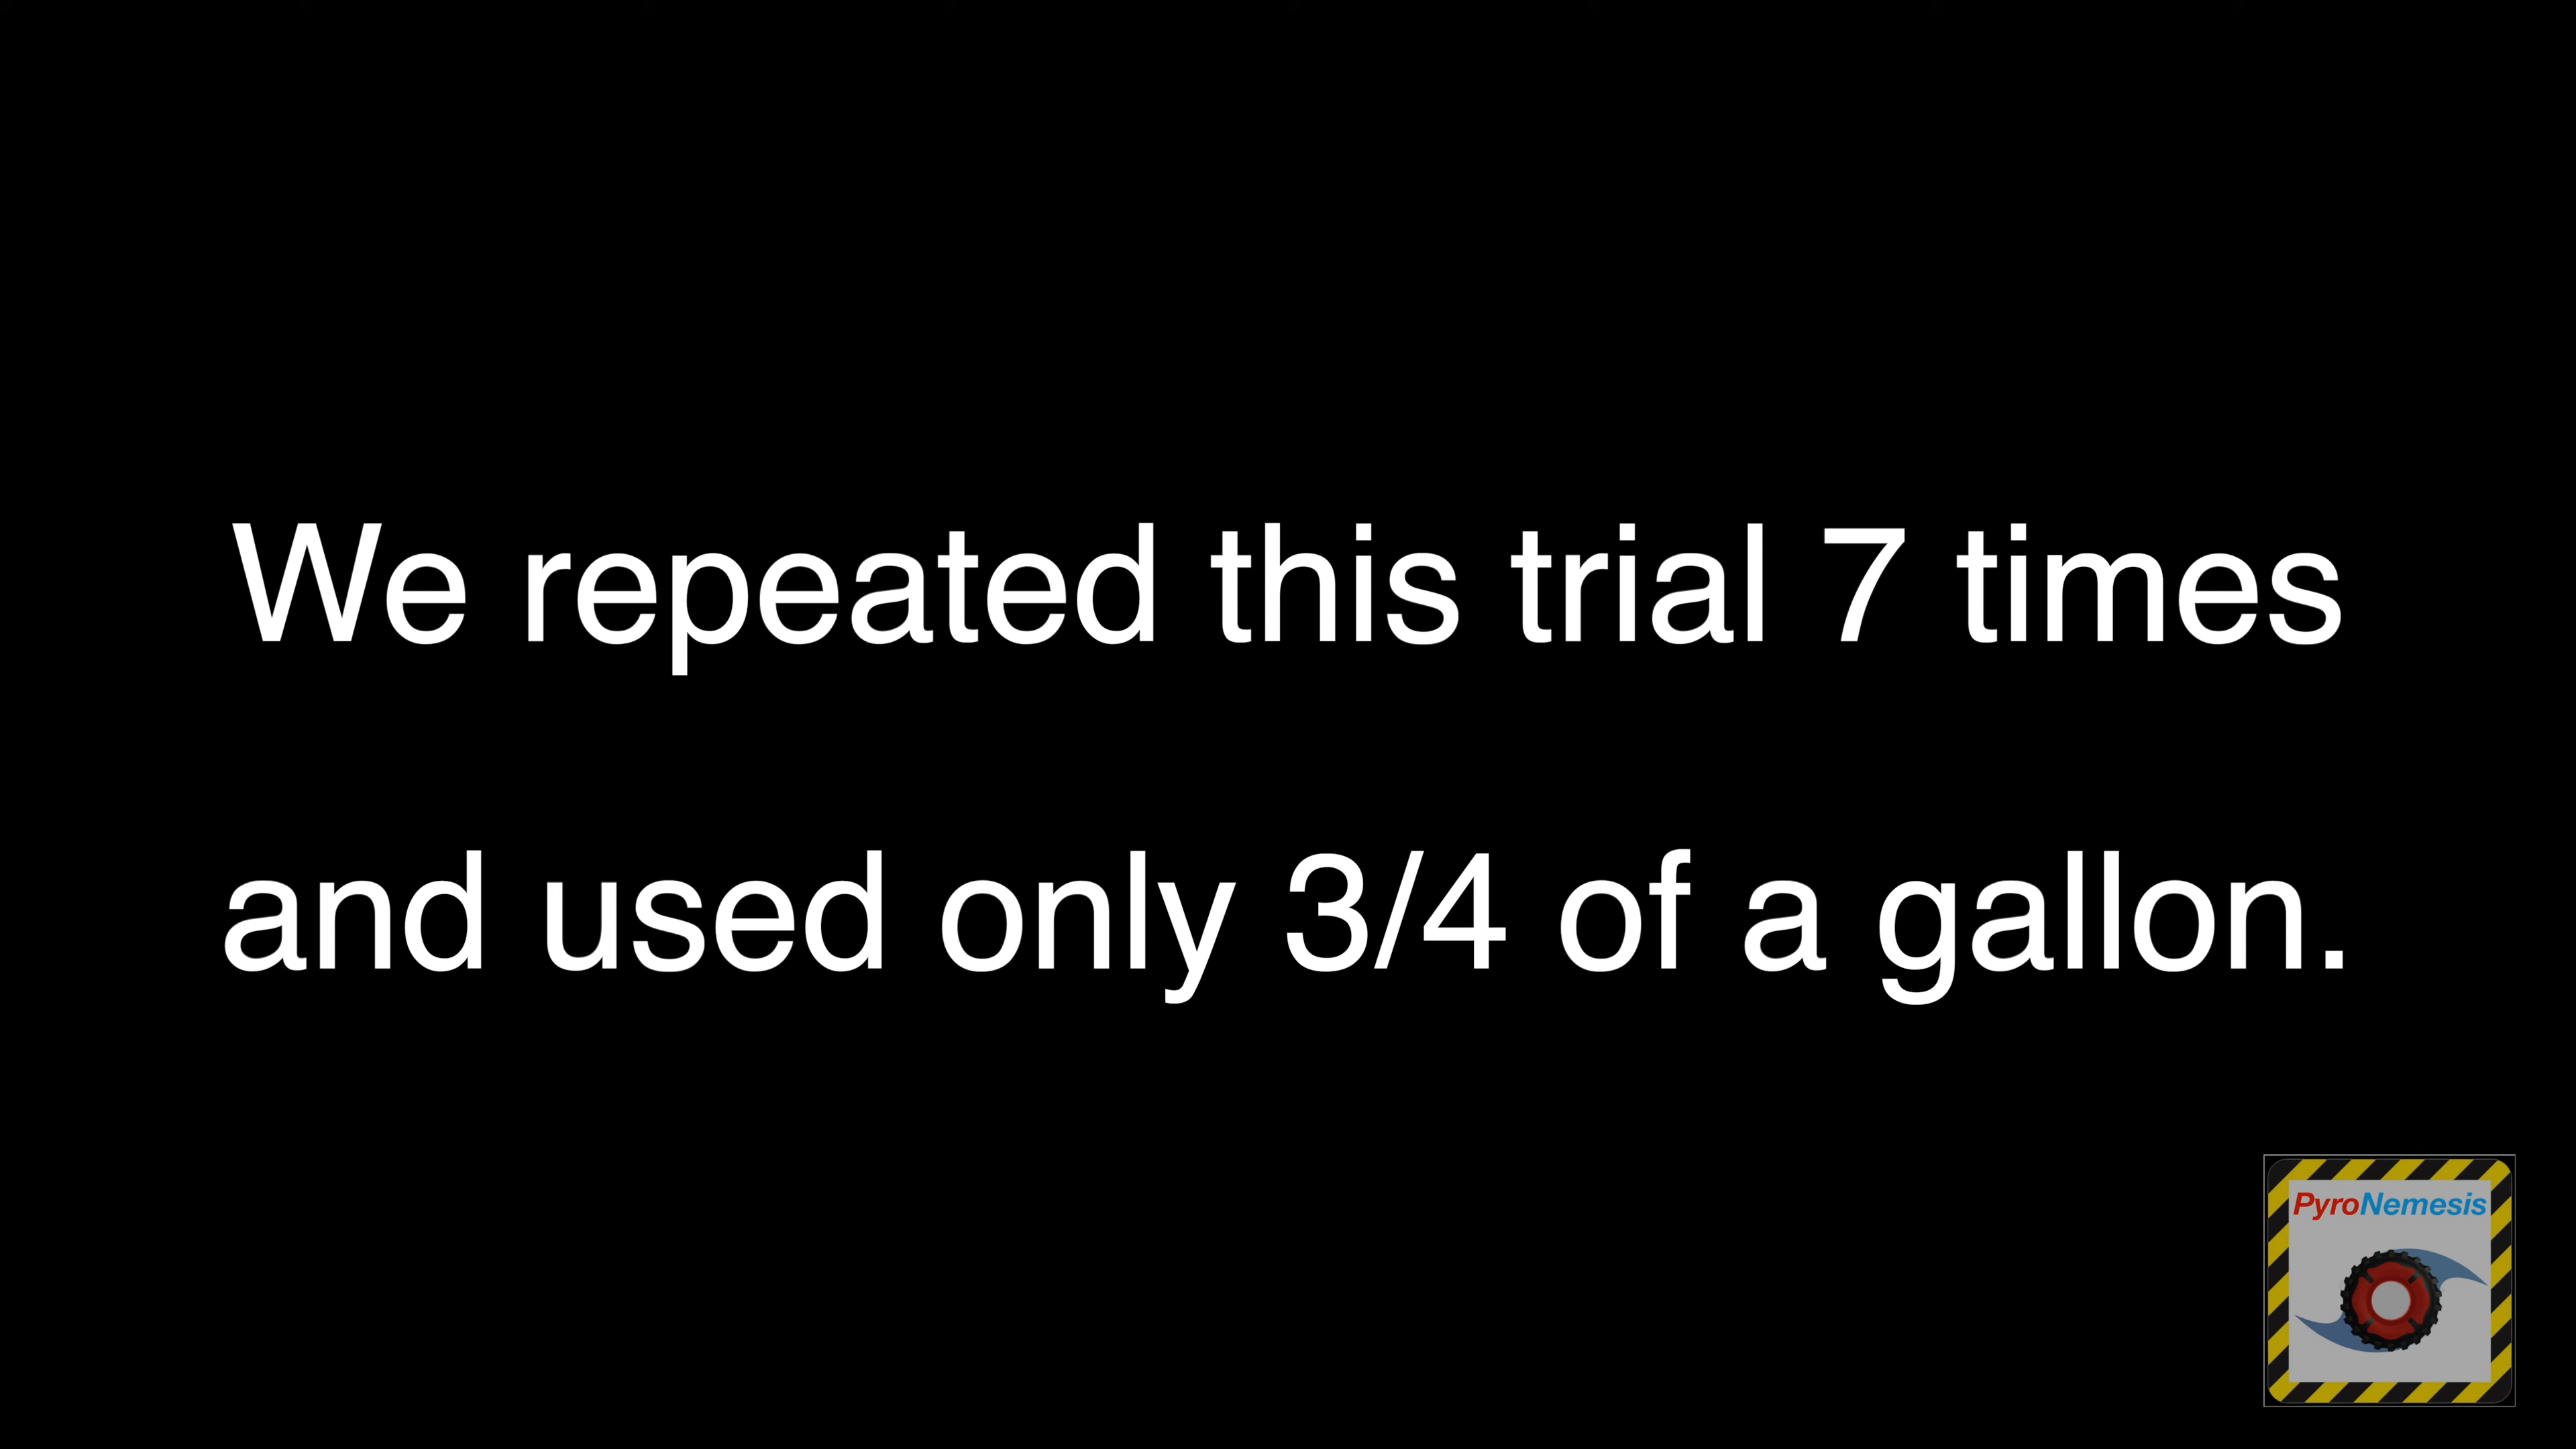 We repeated this trial 7 times
and used only 3/4 of a gallon.
PyroNemesis